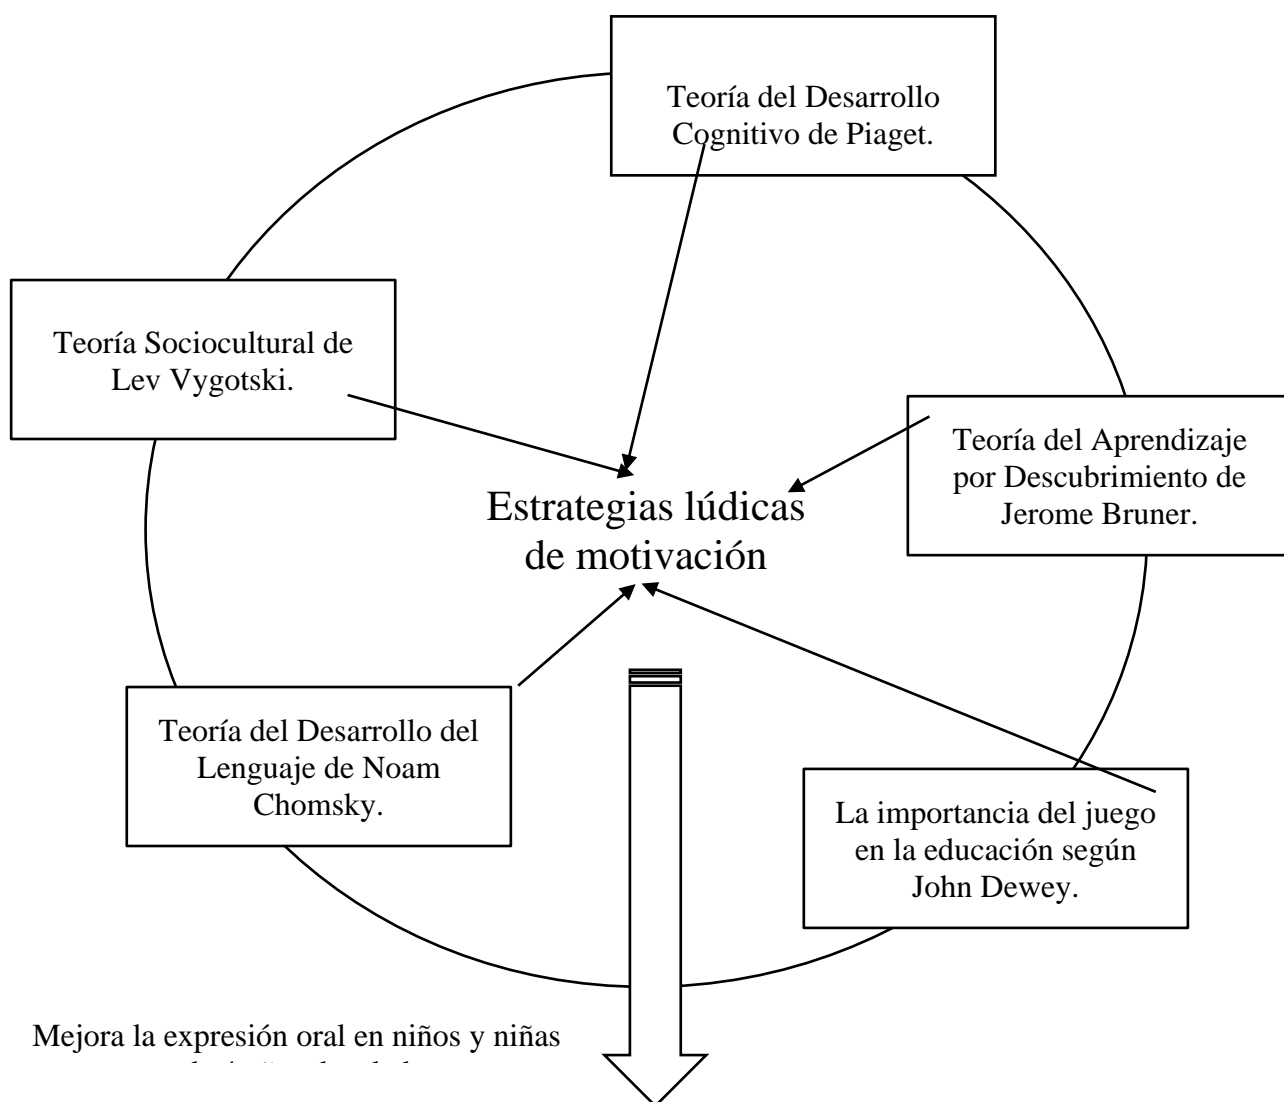 Teoría del Desarrollo
Cognitivo de Piaget.
Teoría Sociocultural de
Lev Vygotski.
Teoría del Aprendizaje
por Descubrimiento de
Jerome Bruner.
Estrategias lúdicas
de motivación
Teoría del Desarrollo del
Lenguaje de Noam
Chomsky.
La importancia del juego
en la educación según
John Dewey.
Mejora la expresión oral en niños y niñas